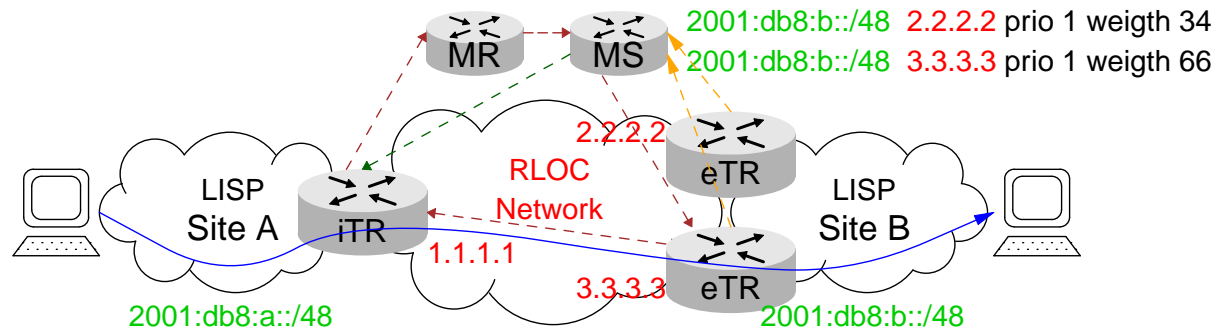 2001:db8:b::/48 2.2.2.2 prio 1 weigth 34
MR
MS
2001:db8:b::/48 3.3.3.3 prio 1 weigth 66
2.2.2.2
eTR
LISP
Site A
iTR
RLOC
Network
LISP
Site B
1.1.1.1
3.3.3.3
eTR
2001:db8:a::/48
2001:db8:b::/48